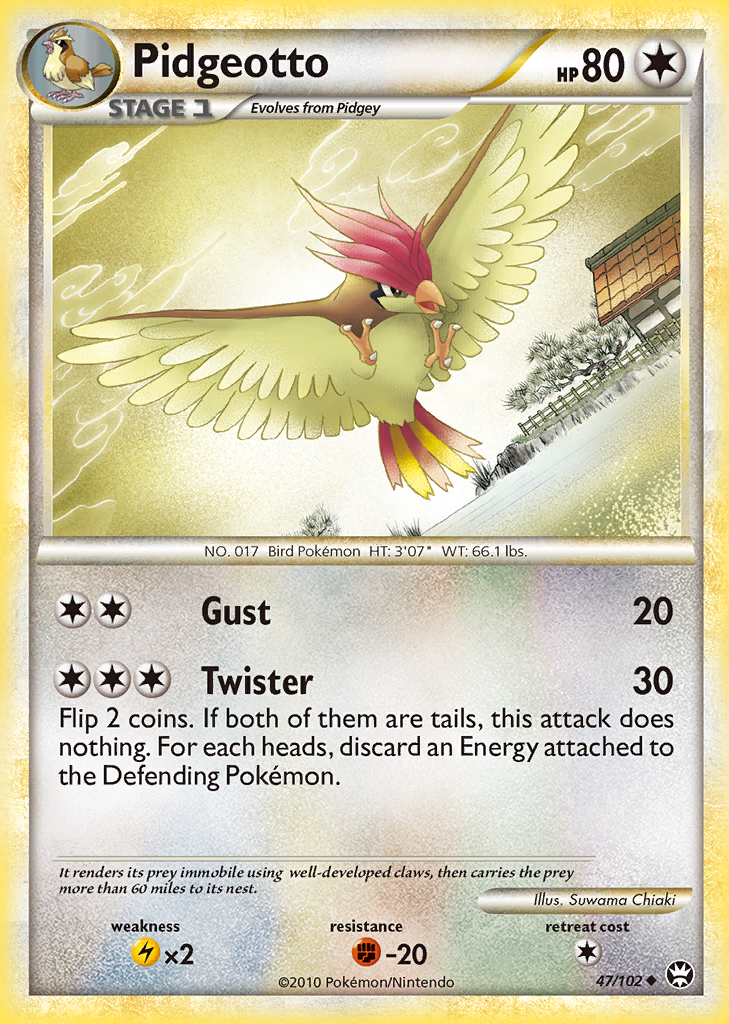 Pidgeotto
HP 80
STAGE 1
Evolves from Pidgey
NO. 017 Bird Pokémon HT: 3'07" WT: 66.1 lbs.
Gust 20
Twister 30
Flip 2 coins. If both of them are tails, this attack does
nothing. For each heads, discard an Energy attached to
the Defending Pokémon.
It renders its prey immobile using well-developed claws, then carries the prey
more than 60 miles to its nest.
Illus. Suwama Chiaki
weakness resistance retreat cost
×2 -20
©2010 Pokémon/Nintendo
47/102